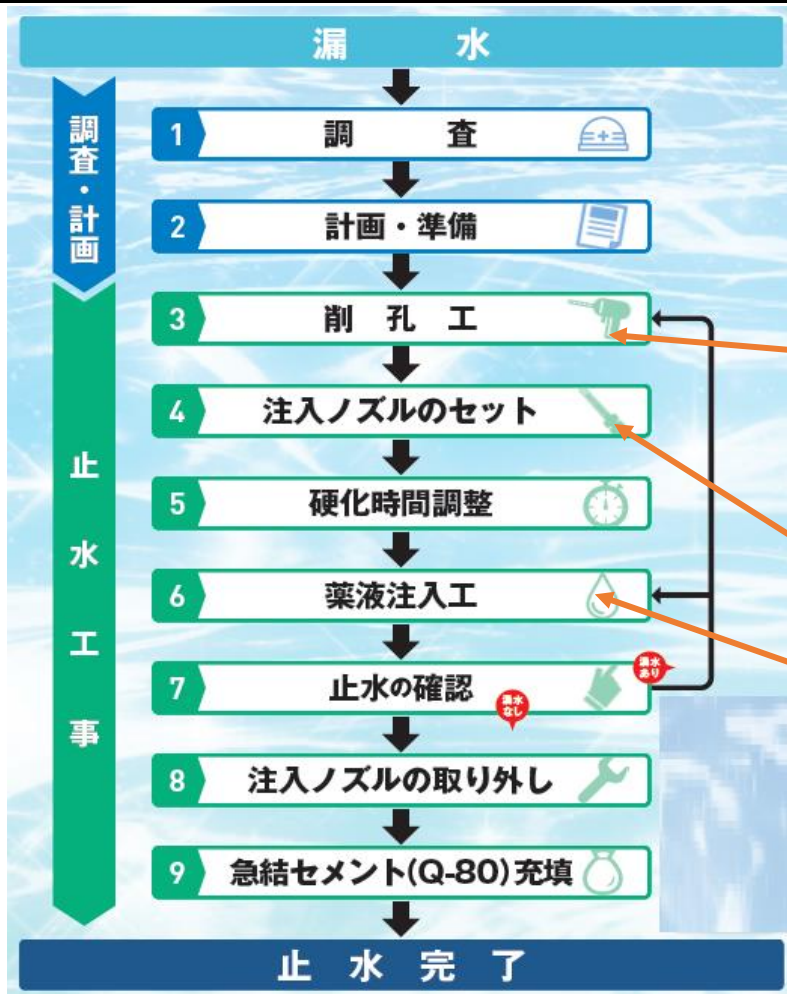 漏水
調査・計画
1 調査
2 計画・準備
止水工事
3 削孔工
4 注入ノズルのセット
5 硬化時間調整
6 薬液注入工
7 止水の確認
漏水
あり
漏水
なし
8 注入ノズルの取り外し
9 急結セメント(Q-80)充填
止水完了